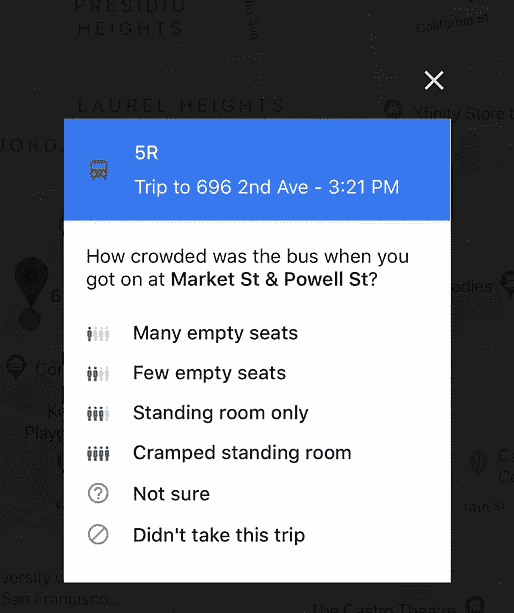 PRESIDIO
HEIGHTS
California St
LAUREL HEIGHTS
Xfinity Store
5R
Trip to 696 2nd Ave - 3:21 PM
How crowded was the bus when you
got on at Market St & Powell St?
Many empty seats
Few empty seats
Standing room only
Cramped standing room
Not sure
Didn't take this trip
14th St
San Francisco...
The Castro Theatre